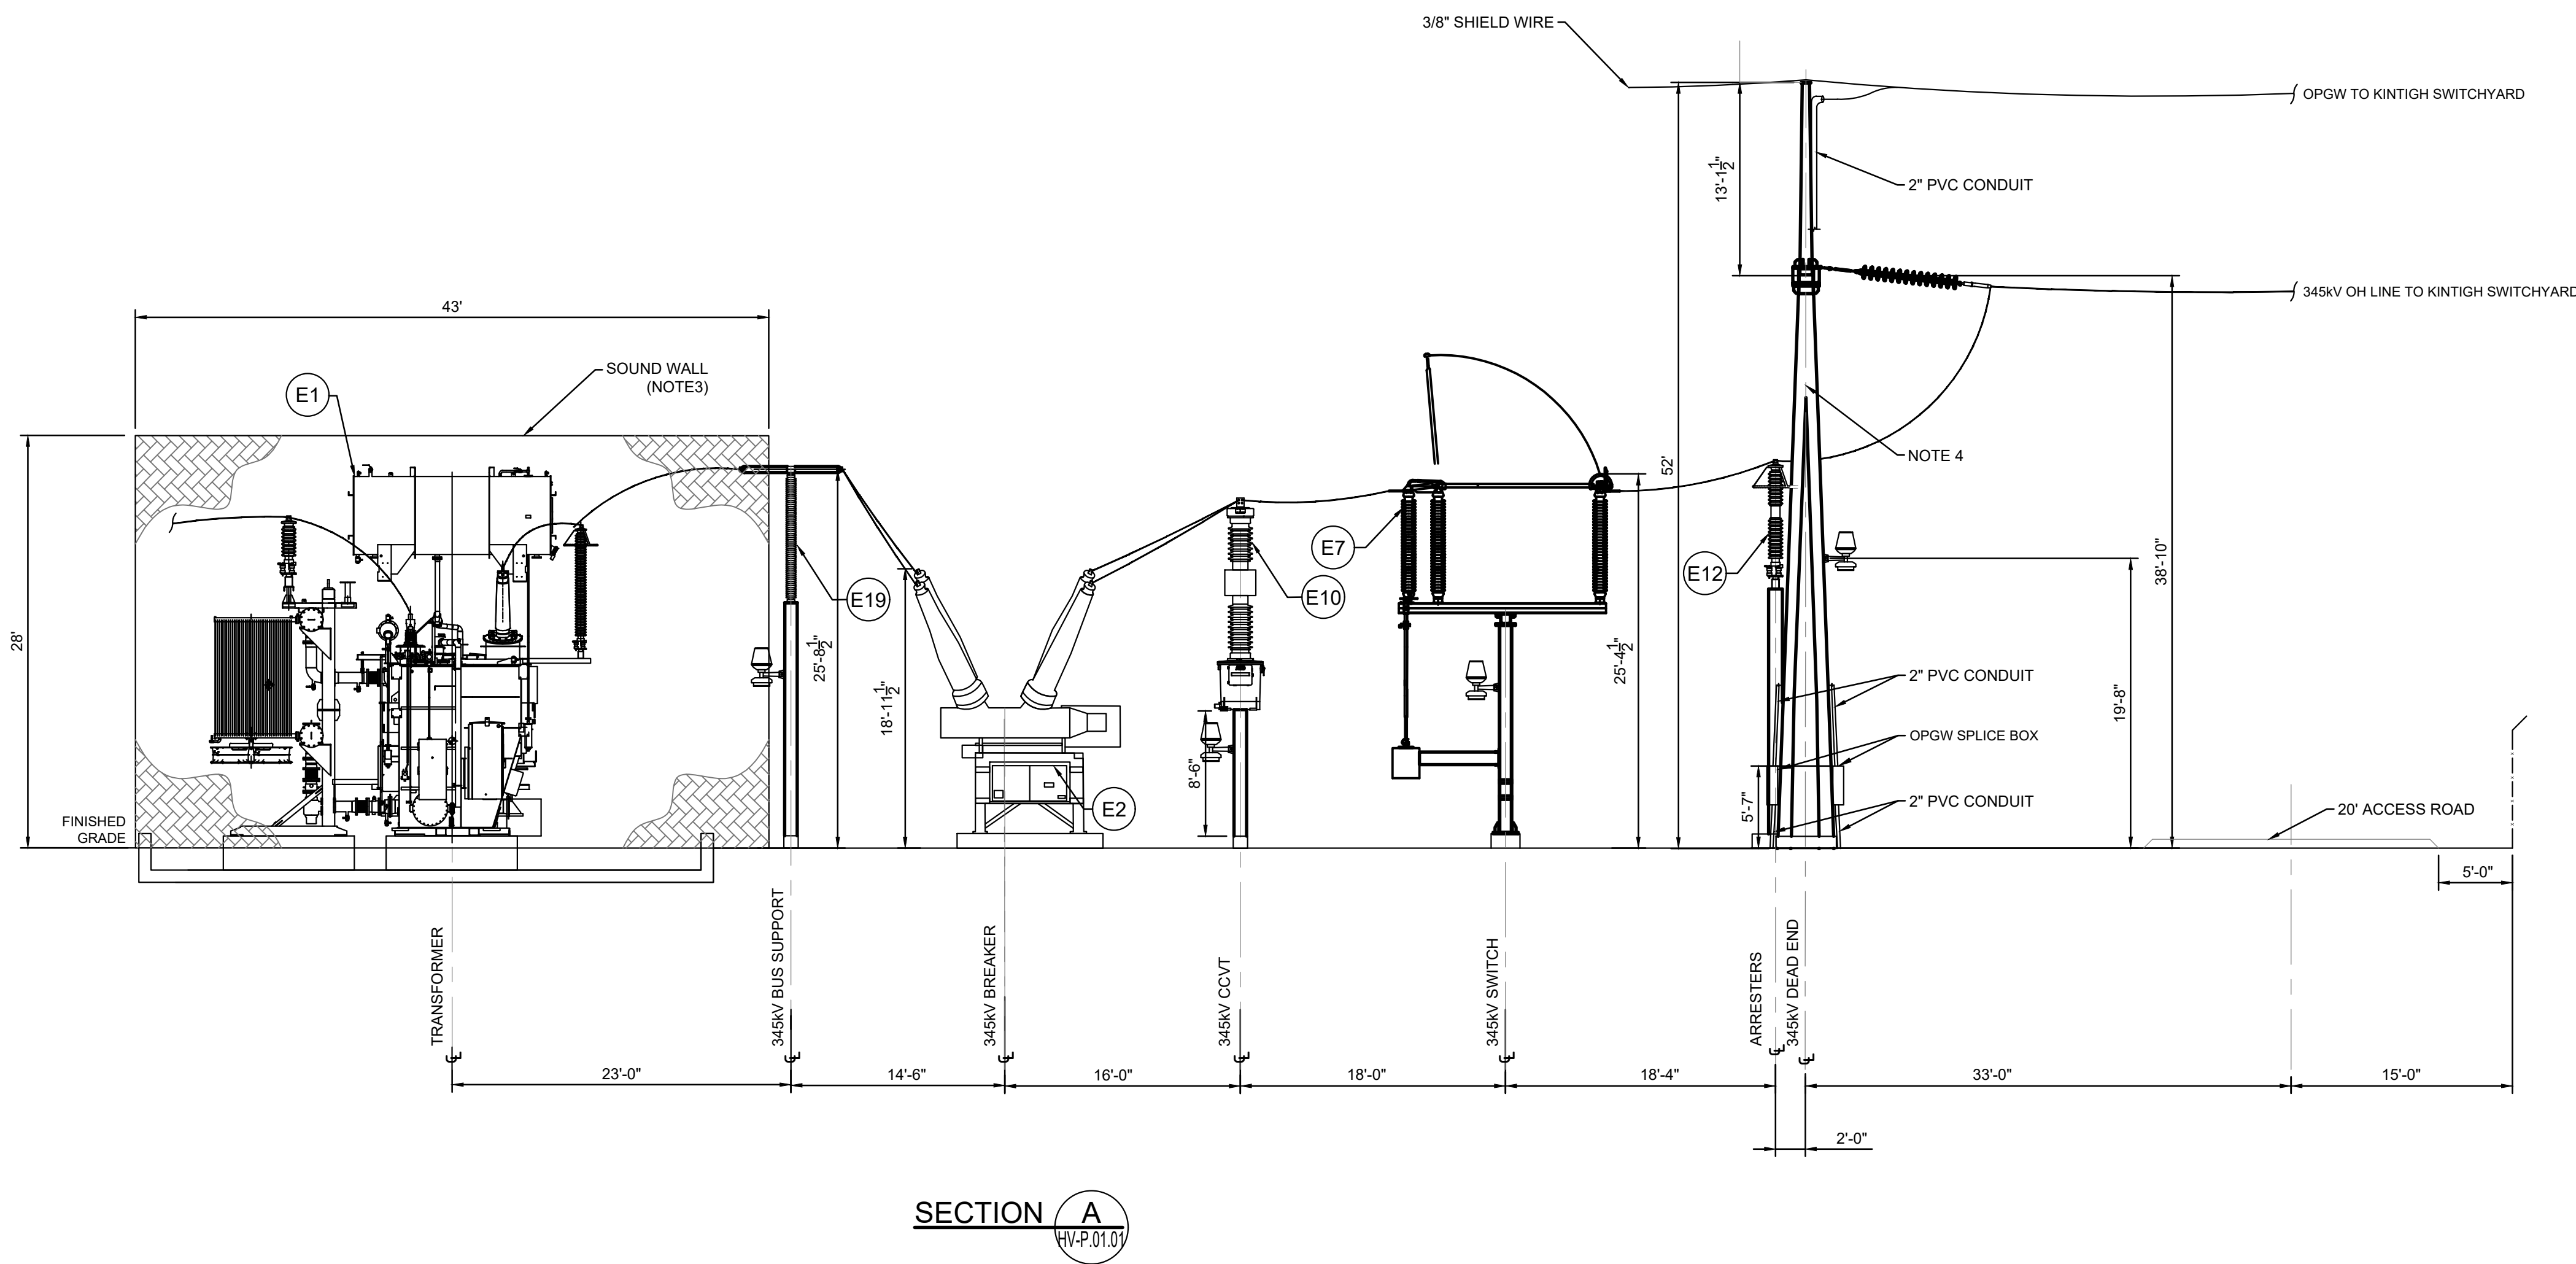 3/8" SHIELD WIRE
OPGW TO KINTIGH SWITCHYARD
13'-1 1/2"
2" PVC CONDUIT
345kV OH LINE TO KINTIGH SWITCHYARD
43'
SOUND WALL
(NOTE3)
E1
28'
52'
NOTE 4
38'-10"
E7
E10
E12
E19
25'-8 1/2"
18'-11 1/2"
25'-4 1/2"
19'-8"
2" PVC CONDUIT
OPGW SPLICE BOX
8'-6"
5'-7"
E2
2" PVC CONDUIT
20' ACCESS ROAD
FINISHED
GRADE
5'-0"
TRANSFORMER
345kV BUS SUPPORT
345kV BREAKER
345kV CCVT
345kV SWITCH
ARRESTERS
345kV DEAD END
23'-0"
14'-6"
16'-0"
18'-0"
18'-4"
33'-0"
15'-0"
2'-0"
SECTION A
HV-P.01.01